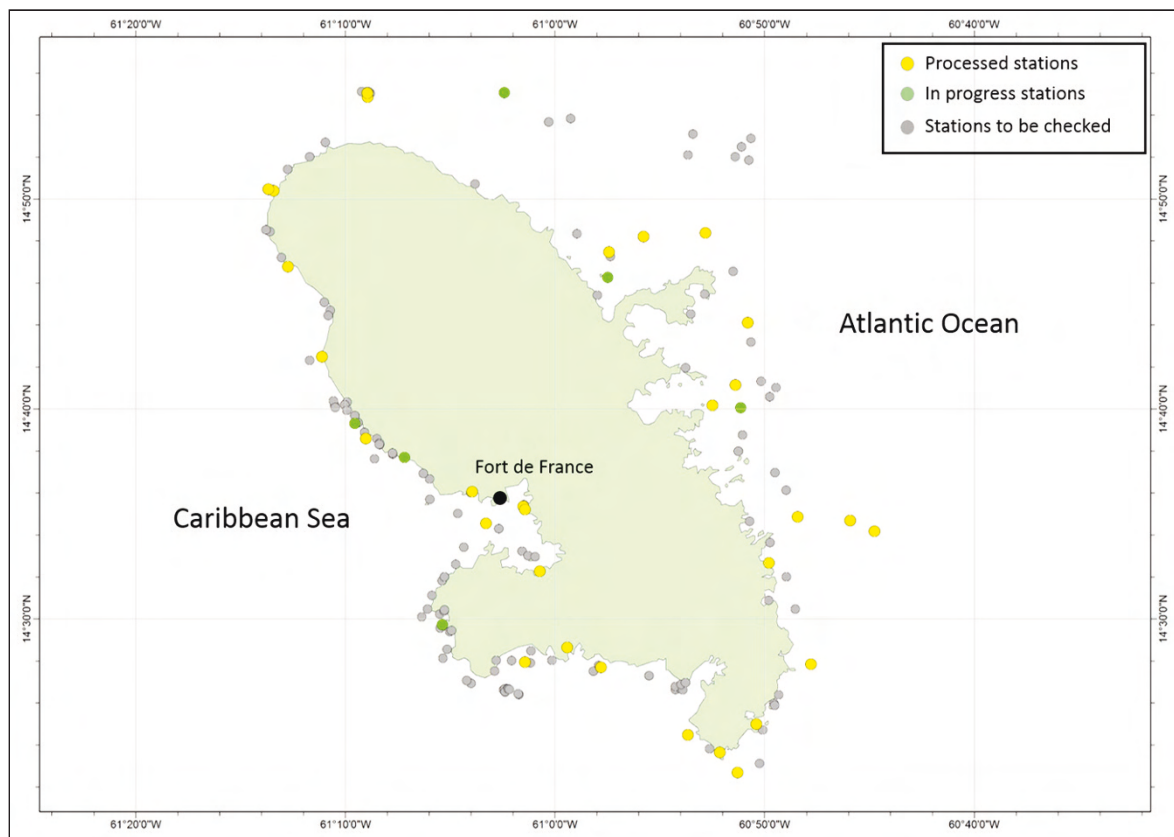 61°20'0"W 61°10'0"W 61°0'0"W 60°50'0"W 60°40'0"W
Processed stations
In progress stations
Stations to be checked
14°50'0"N 14°50'0"N
Atlantic Ocean
14°40'0"N 14°40'0"N
Fort de France
Caribbean Sea
14°30'0"N 14°30'0"N
61°20'0"W 61°10'0"W 61°0'0"W 60°50'0"W 60°40'0"W